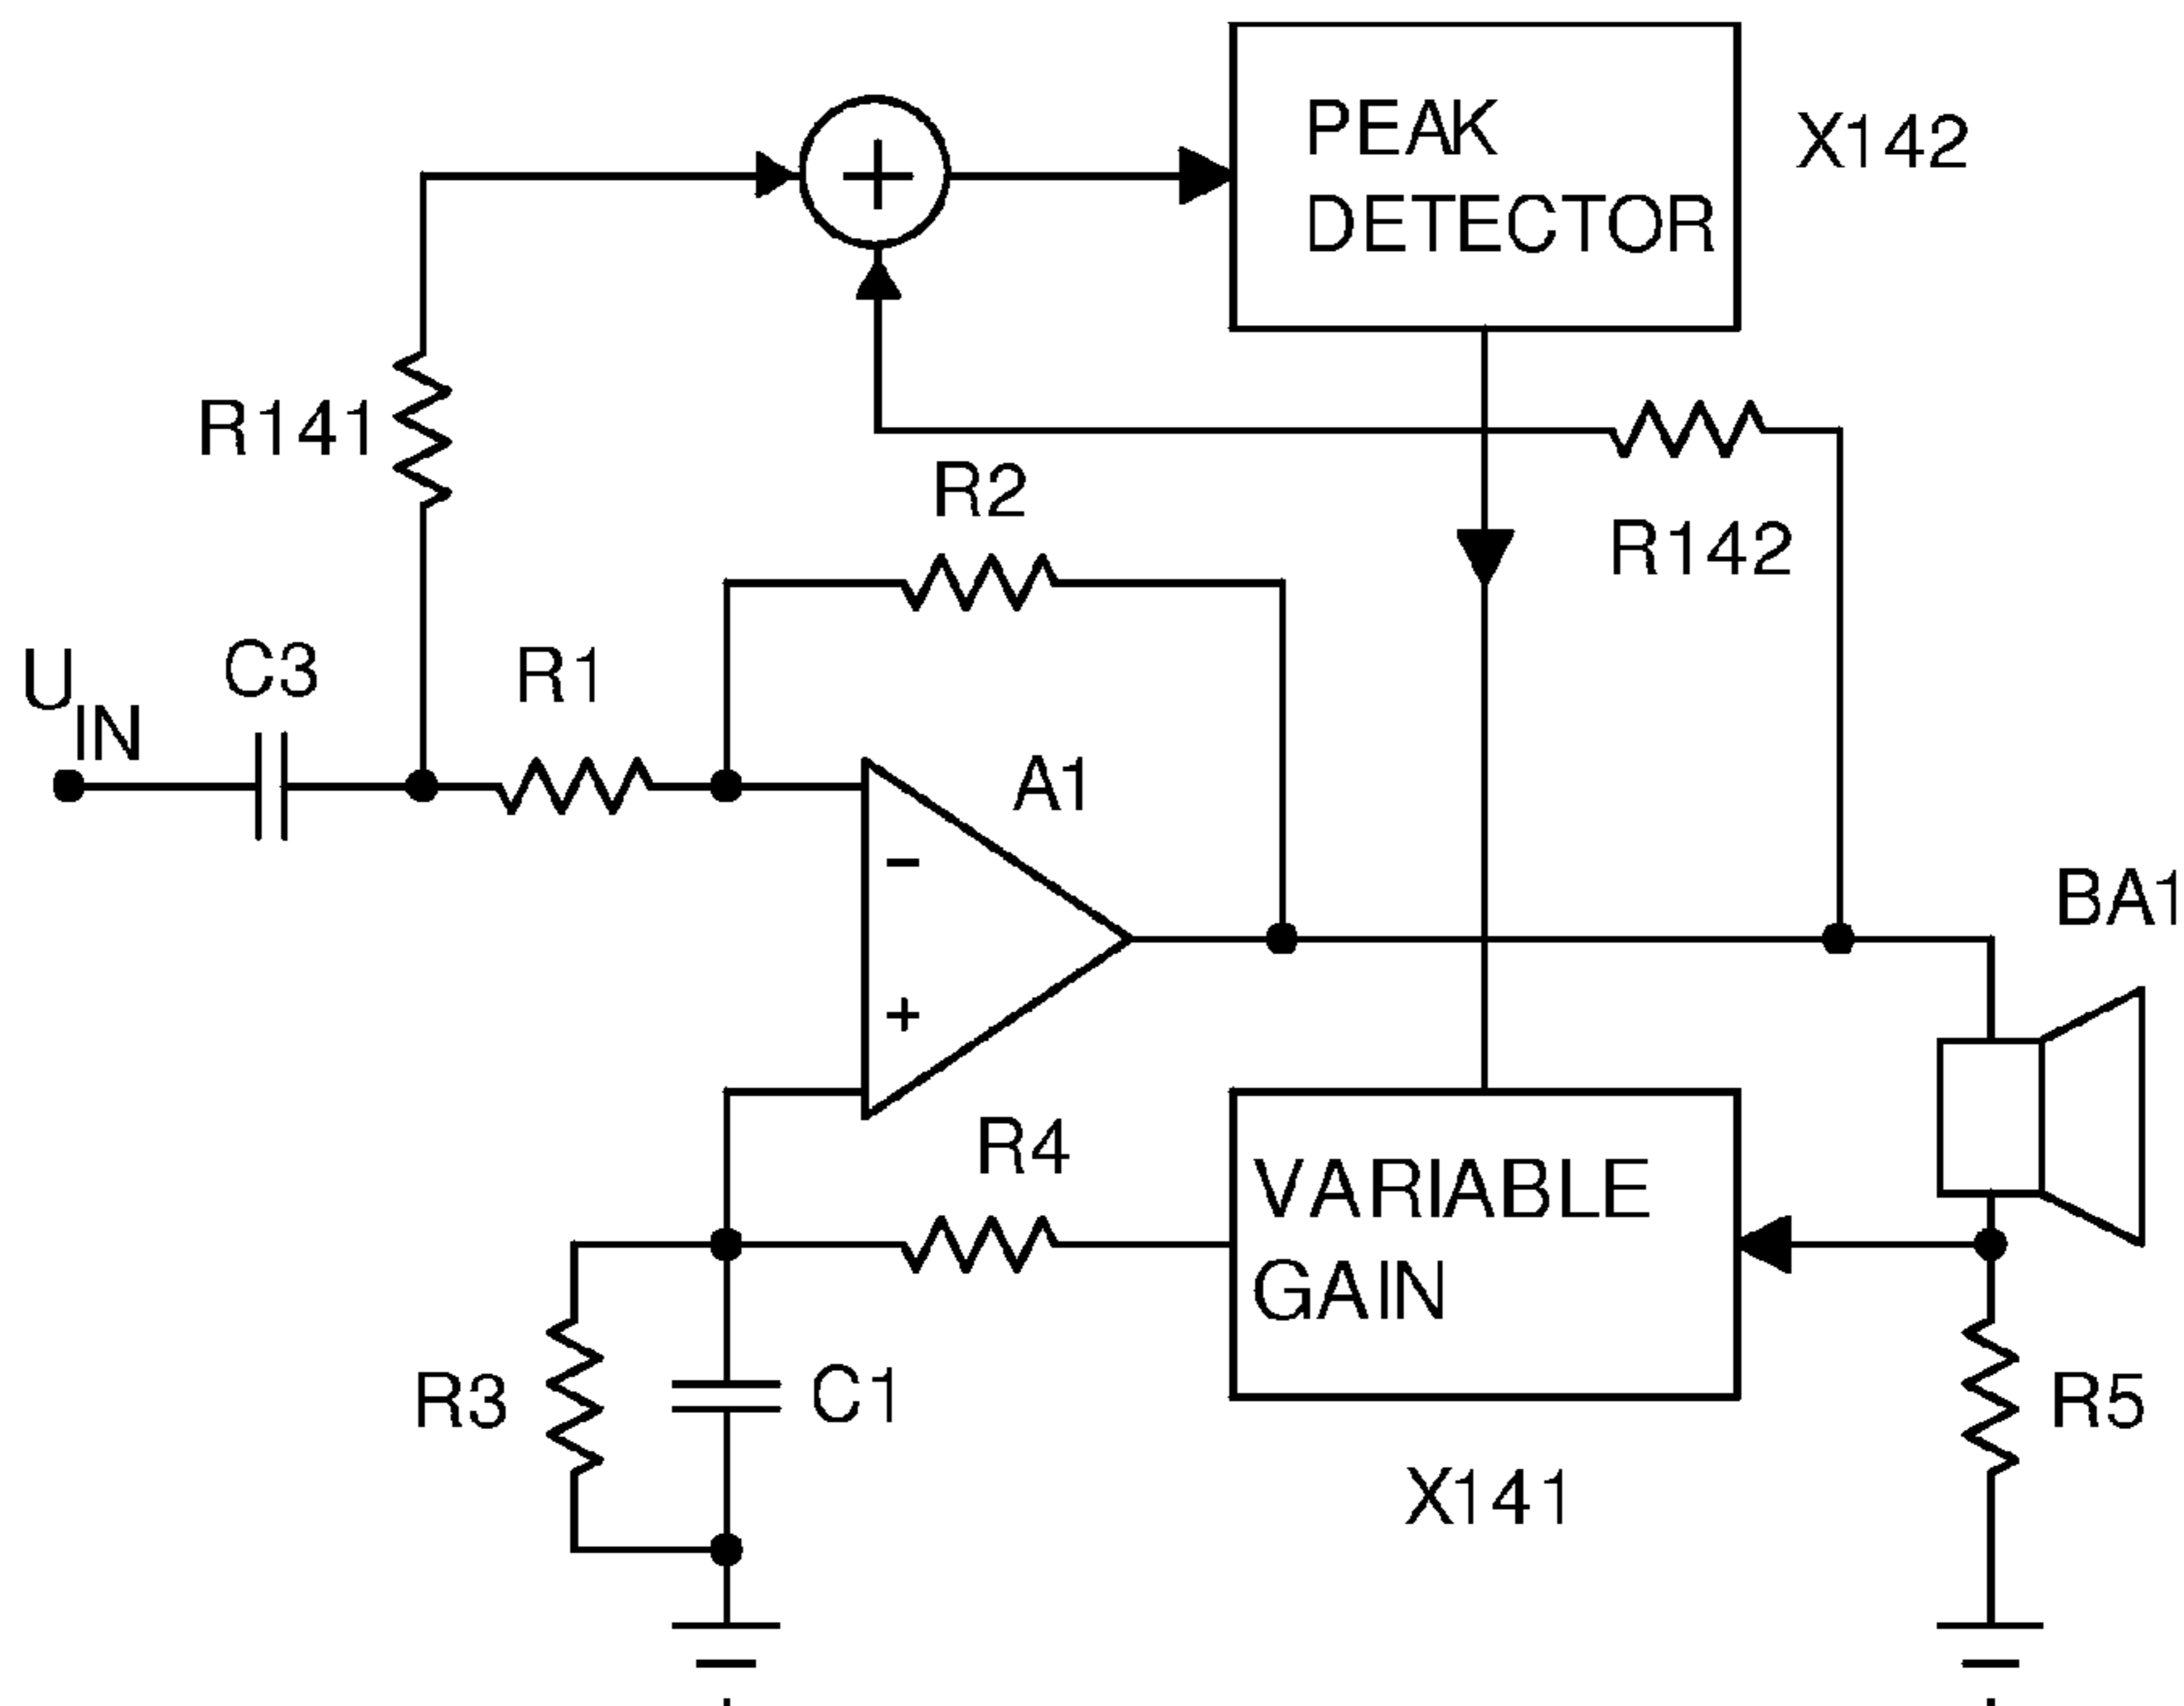 PEAK
DETECTOR
X142
R141
R2
R142
U
IN
C3
R1
A1
-
+
BA1
R4
VARIABLE
GAIN
R3
C1
R5
X141
+